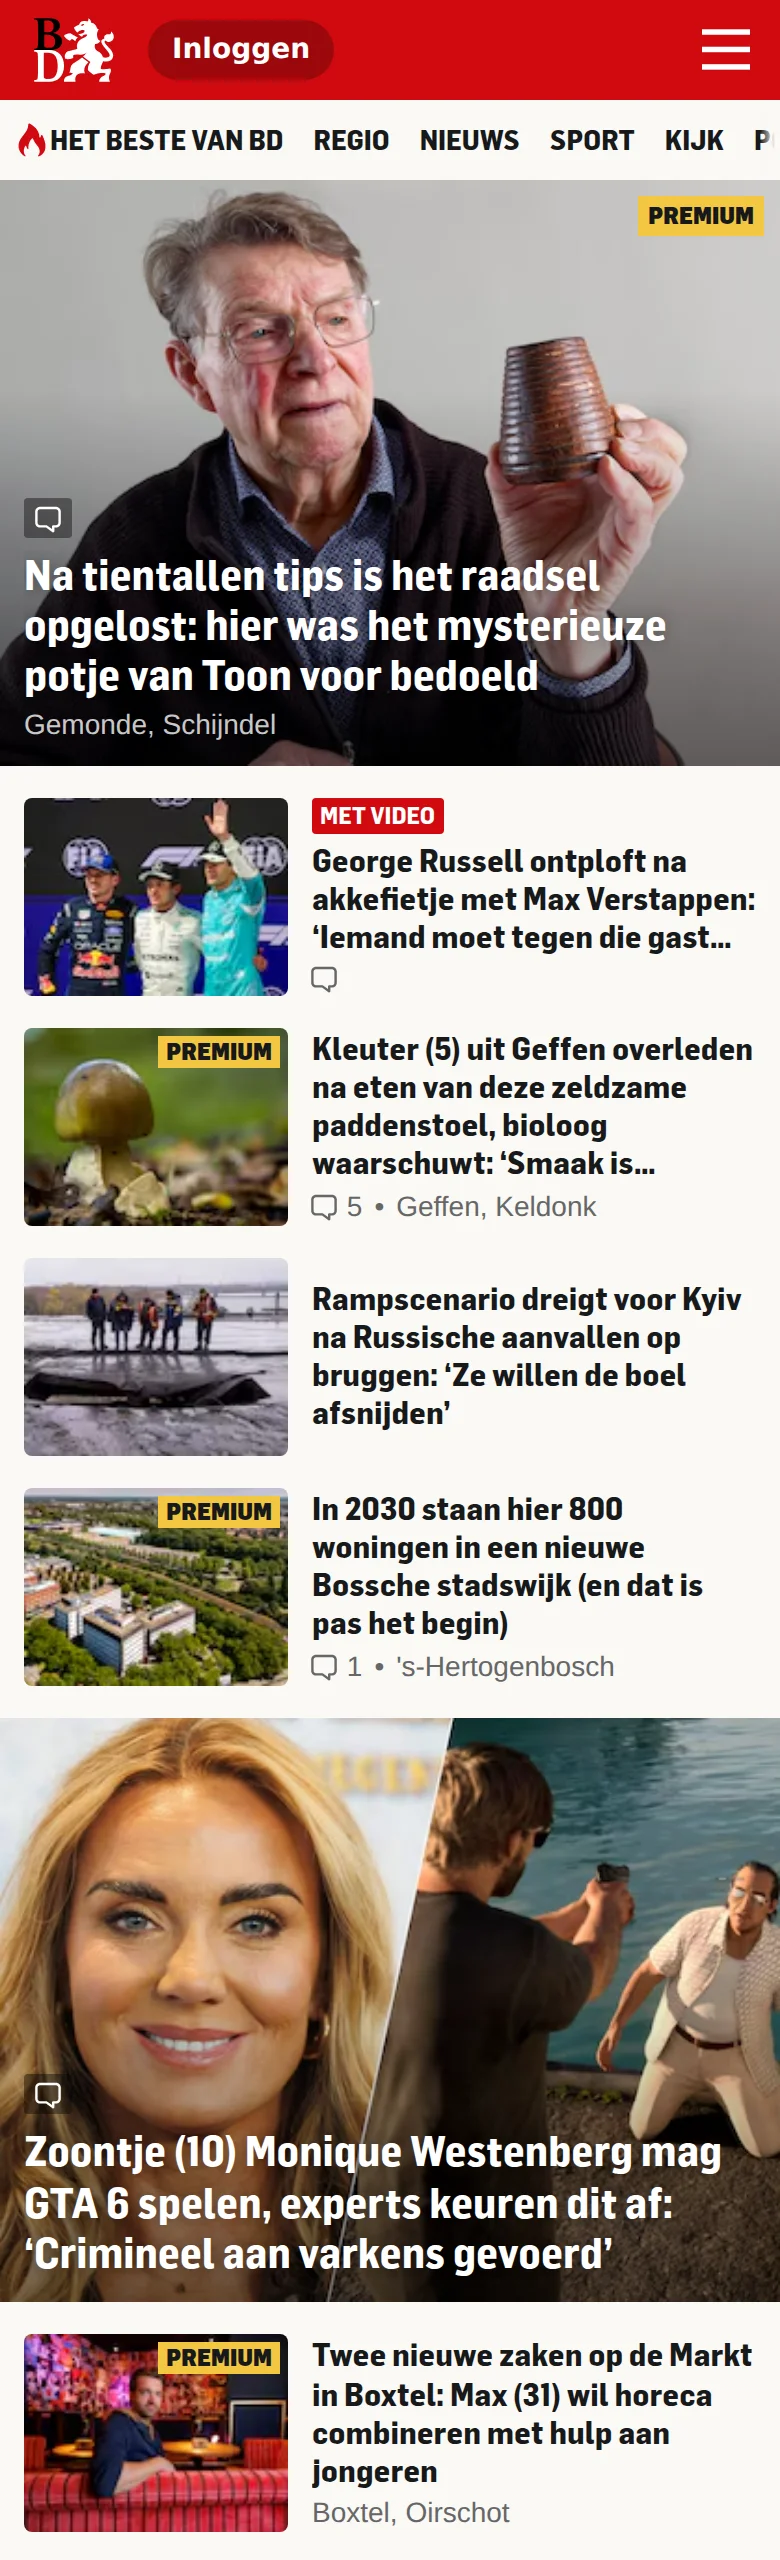 BD
Inloggen
HET BESTE VAN BD REGIO NIEUWS SPORT KIJK
PREMIUM
Na tientallen tips is het raadsel
opgelost: hier was het mysterieuze
potje van Toon voor bedoeld
Gemonde, Schijndel
MET VIDEO
George Russell ontploft na
akkefietje met Max Verstappen:
‘Iemand moet tegen die gast...
PREMIUM
Kleuter (5) uit Geffen overleden
na eten van deze zeldzame
paddenstoel, bioloog
waarschuwt: ‘Smaak is...
5 • Geffen, Keldonk
Rampscenario dreigt voor Kyiv
na Russische aanvallen op
bruggen: ‘Ze willen de boel
afsnijden’
PREMIUM
In 2030 staan hier 800
woningen in een nieuwe
Bossche stadswijk (en dat is
pas het begin)
1 • 's-Hertogenbosch
Zoontje (10) Monique Westenberg mag
GTA 6 spelen, experts keuren dit af:
‘Crimineel aan varkens gevoerd’
PREMIUM
Twee nieuwe zaken op de Markt
in Boxtel: Max (31) wil horeca
combineren met hulp aan
jongeren
Boxtel, Oirschot